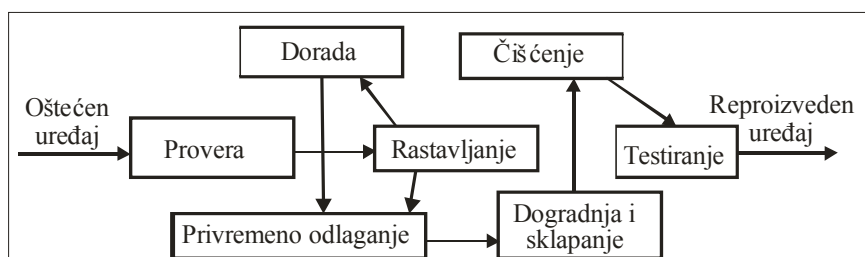 Dorada
Čišćenje
Oštećen
uređaj
Provera
Rastavljanje
Testiranje
Reproizveden
uređaj
Privremeno odlaganje
Dogradnja i
sklapanje